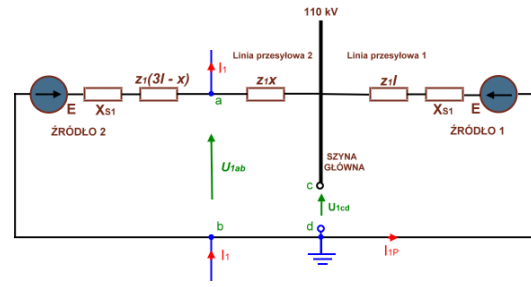 110 kV
I1
Linia przesyłowa 2
Linia przesyłowa 1
z1(3l - x)
z1x
z1l
E
XS1
a
XS1
E
ŹRÓDŁO 2
ŹRÓDŁO 1
U1ab
SZYNA
GŁÓWNA
c
U1cd
b
d
I1
I1P